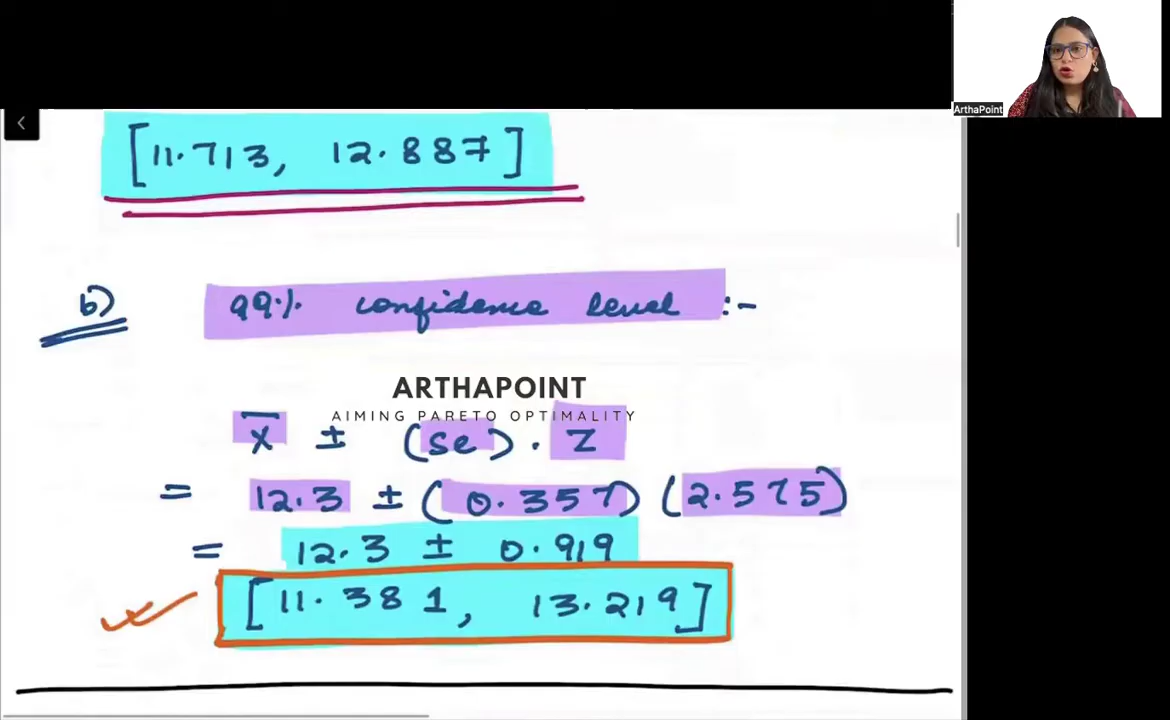 ArthaPoint
[11.713, 12.887]
b) 99% confidence level :-
ARTHAPOINT
AIMING PARETO OPTIMALITY
x̄ ± (se) · Z
= 12.3 ± (0.357) (2.575)
= 12.3 ± 0.919
[11.381, 13.219]